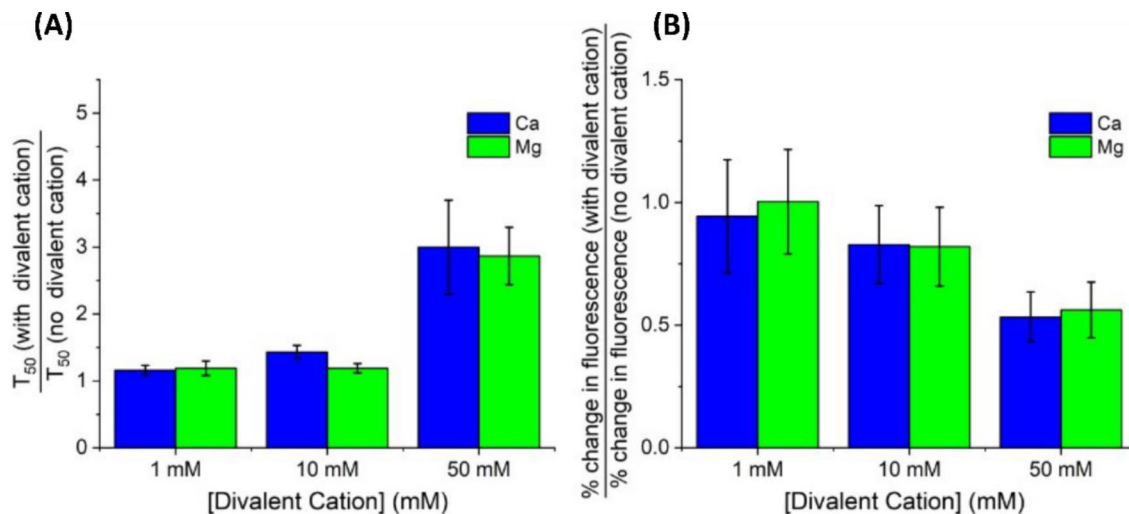 (A)
T50 (with divalent cation)
T50 (no divalent cation)
5
4
3
2
1
0
Ca
Mg
1 mM
10 mM
50 mM
[Divalent Cation] (mM)
(B)
% change in fluorescence (with divalent cation)
% change in fluorescence (no divalent cation)
1.5
1.0
0.5
0.0
Ca
Mg
1 mM
10 mM
50 mM
[Divalent Cation] (mM)